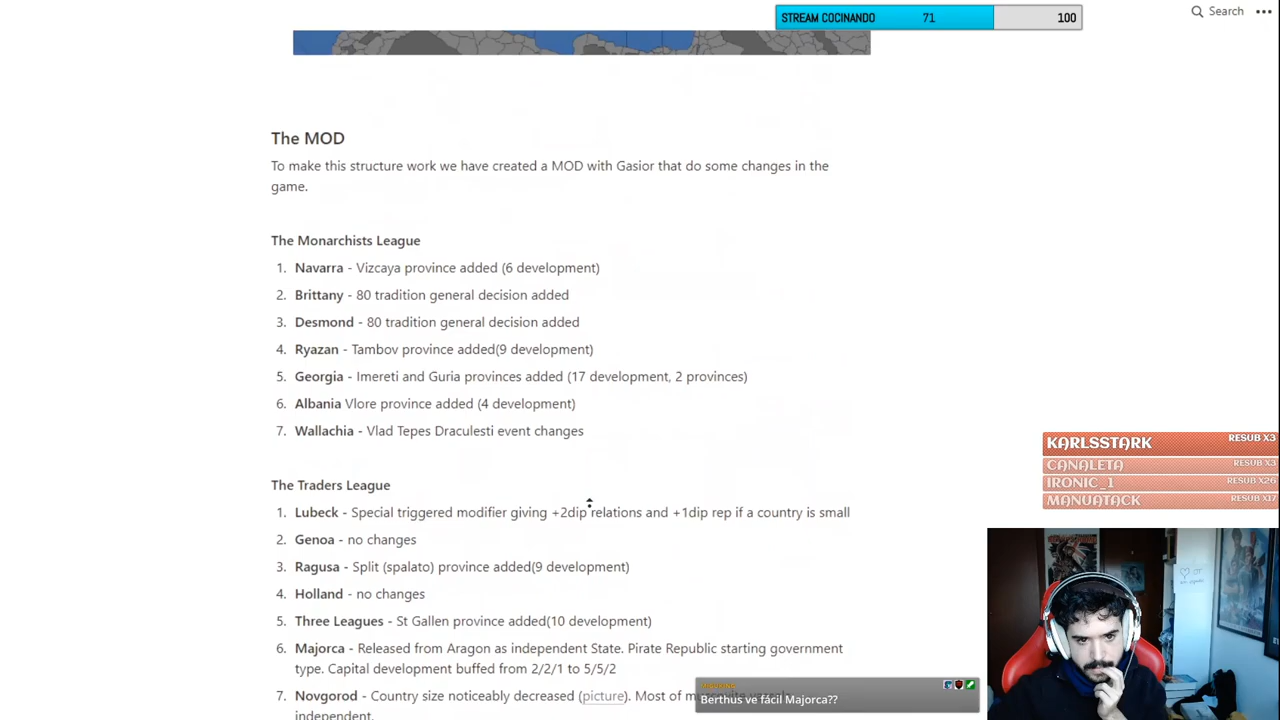 STREAM COCINANDO 71 100
Search
The MOD
To make this structure work we have created a MOD with Gasior that do some changes in the
game.
The Monarchists League
1. Navarra - Vizcaya province added (6 development)
2. Brittany - 80 tradition general decision added
3. Desmond - 80 tradition general decision added
4. Ryazan - Tambov province added(9 development)
5. Georgia - Imereti and Guria provinces added (17 development, 2 provinces)
6. Albania Vlore province added (4 development)
7. Wallachia - Vlad Tepes Draculesti event changes
The Traders League
1. Lubeck - Special triggered modifier giving +2dip relations and +1dip rep if a country is small
2. Genoa - no changes
3. Ragusa - Split (spalato) province added(9 development)
4. Holland - no changes
5. Three Leagues - St Gallen province added(10 development)
6. Majorca - Released from Aragon as independent State. Pirate Republic starting government
type. Capital development buffed from 2/2/1 to 5/5/2
7. Novgorod - Country size noticeably decreased (picture). Most of
independent.
KARLSSTARK RESUB X3
CANALETA RESUB X3
IRONIC_1 RESUB X26
MANUATACK RESUB X17
Berthus ve fácil Majorca??